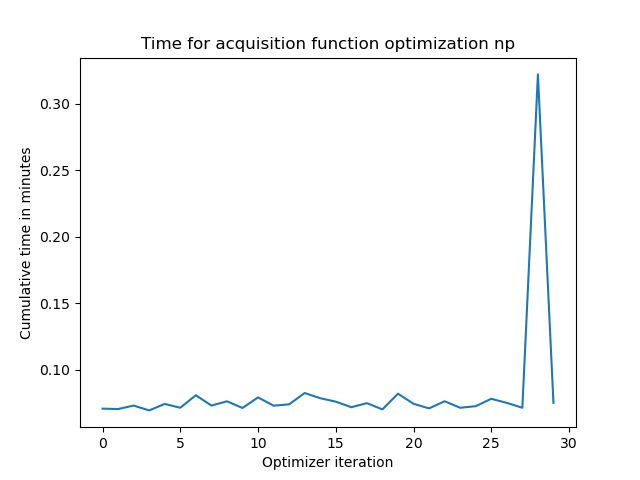 Time for acquisition function optimization np
Cumulative time in minutes
0.30
0.25
0.20
0.15
0.10
0 5 10 15 20 25 30
Optimizer iteration